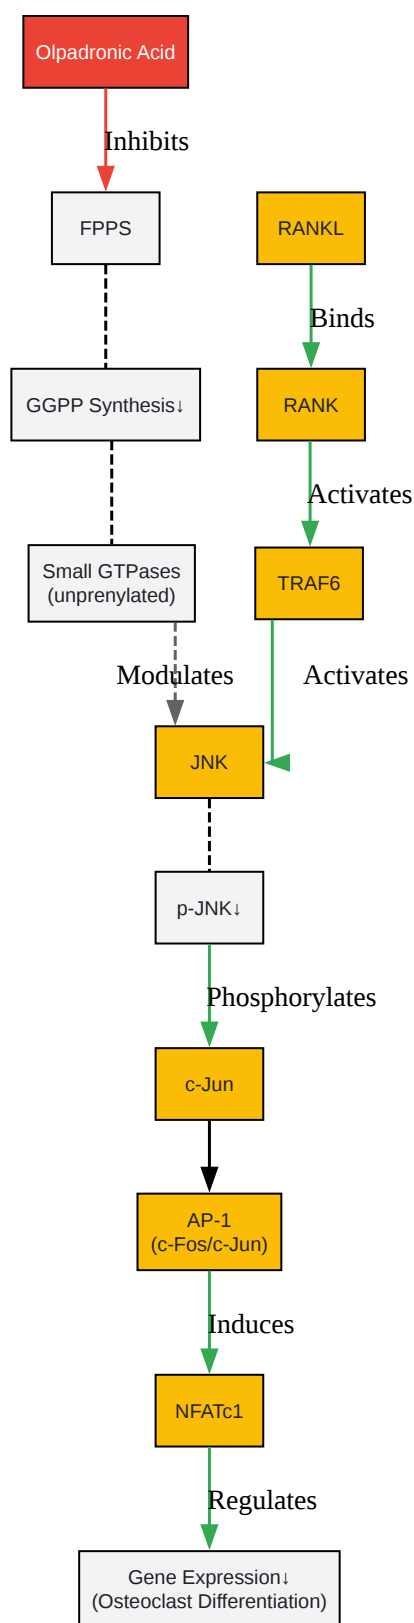 Olpadronic Acid
Inhibits
FPPS
RANKL
Binds
GGPP Synthesis↓
RANK
Activates
Small GTPases
(unprenylated)
TRAF6
Modulates
Activates
JNK
p-JNK↓
Phosphorylates
c-Jun
AP-1
(c-Fos/c-Jun)
Induces
NFATc1
Regulates
Gene Expression↓
(Osteoclast Differentiation)